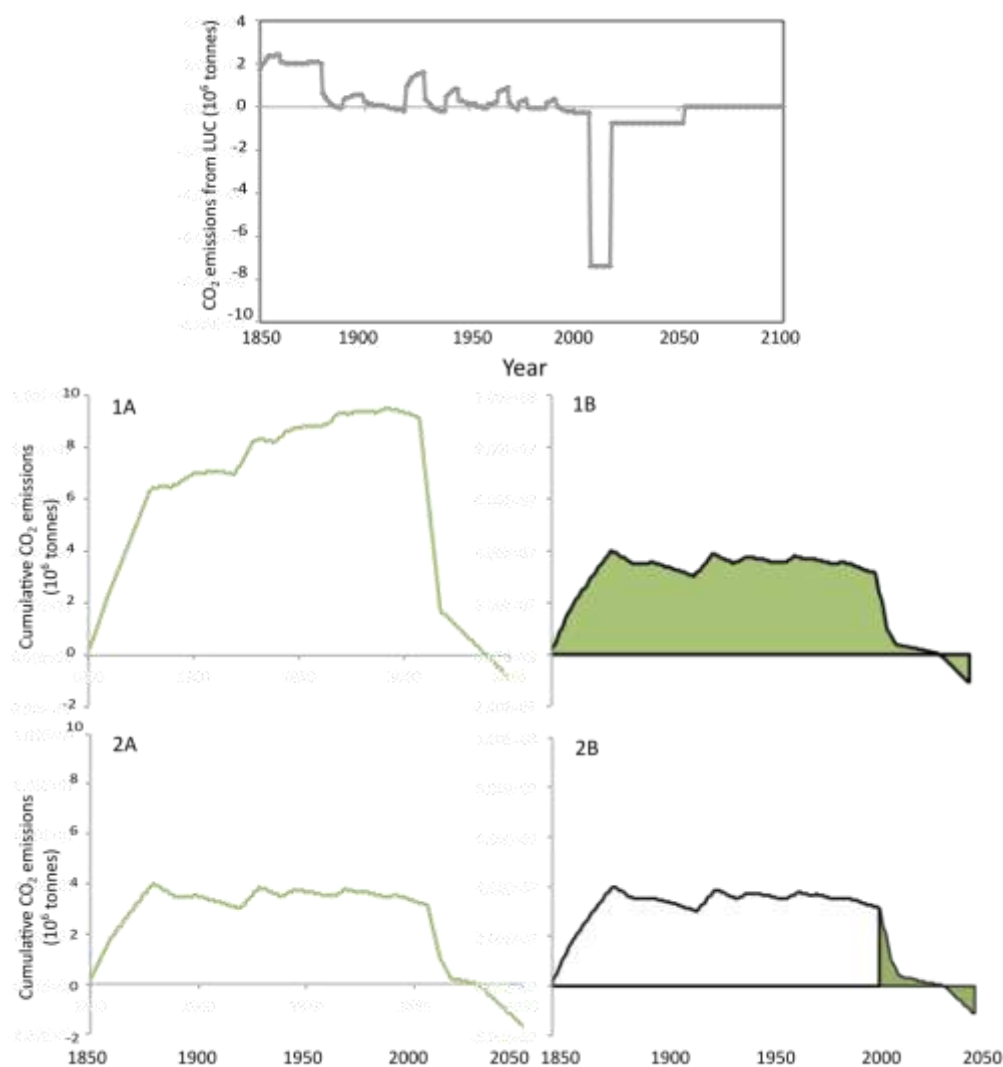 4
2
0
-2
-4
-6
-8
-10
CO₂ emissions from LUC (10⁶ tonnes)
1850 1900 1950 2000 2050 2100
Year
10
8
6
4
2
0
-2
Cumulative CO₂ emissions
(10⁶ tonnes)
1A
1B
10
8
6
4
2
0
-2
Cumulative CO₂ emissions
(10⁶ tonnes)
2A
2B
1850 1900 1950 2000 2050
1850 1900 1950 2000 2050